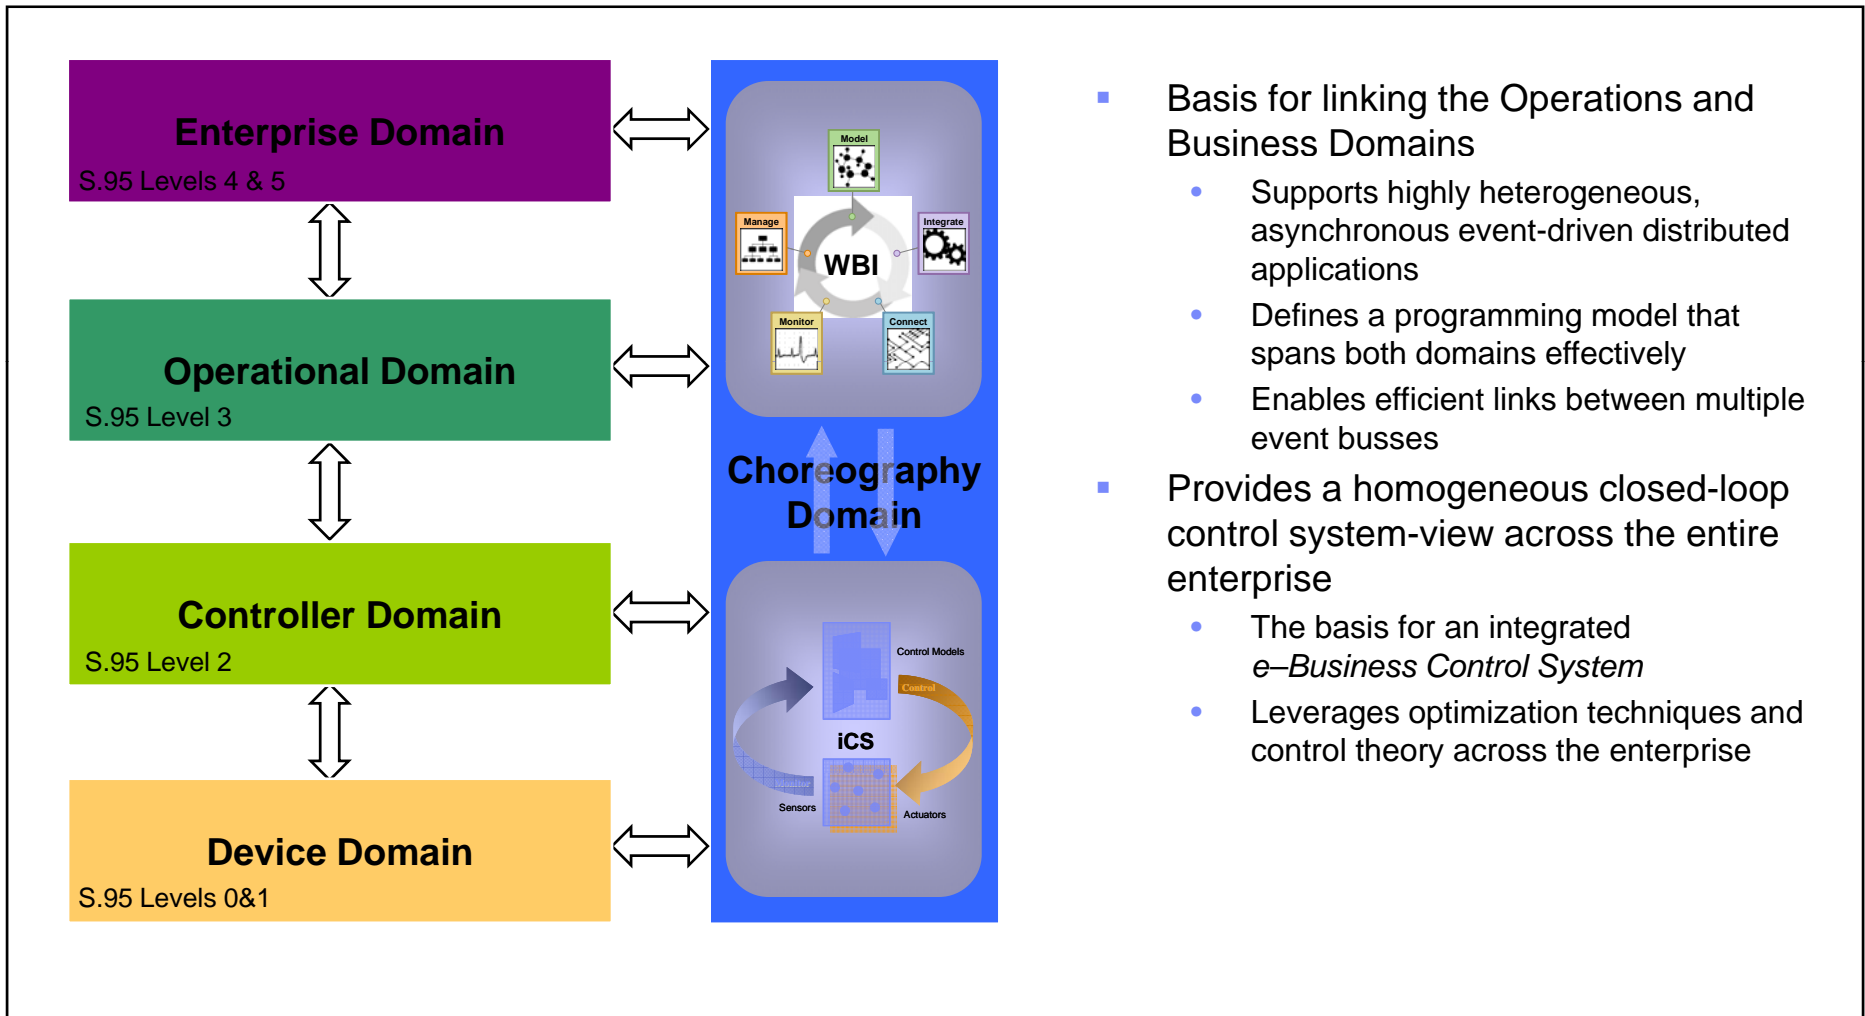 Enterprise Domain
S.95 Levels 4 & 5
Operational Domain
S.95 Level 3
Controller Domain
S.95 Level 2
Device Domain
S.95 Levels 0&1
Model
Manage
Integrate
WBI
Monitor
Connect
Choreography
Domain
Control Models
Control
iCS
Monitor
Sensors
Actuators
Basis for linking the Operations and
Business Domains
Supports highly heterogeneous,
asynchronous event-driven distributed
applications
Defines a programming model that
spans both domains effectively
Enables efficient links between multiple
event busses
Provides a homogeneous closed-loop
control system-view across the entire
enterprise
The basis for an integrated
e–Business Control System
Leverages optimization techniques and
control theory across the enterprise